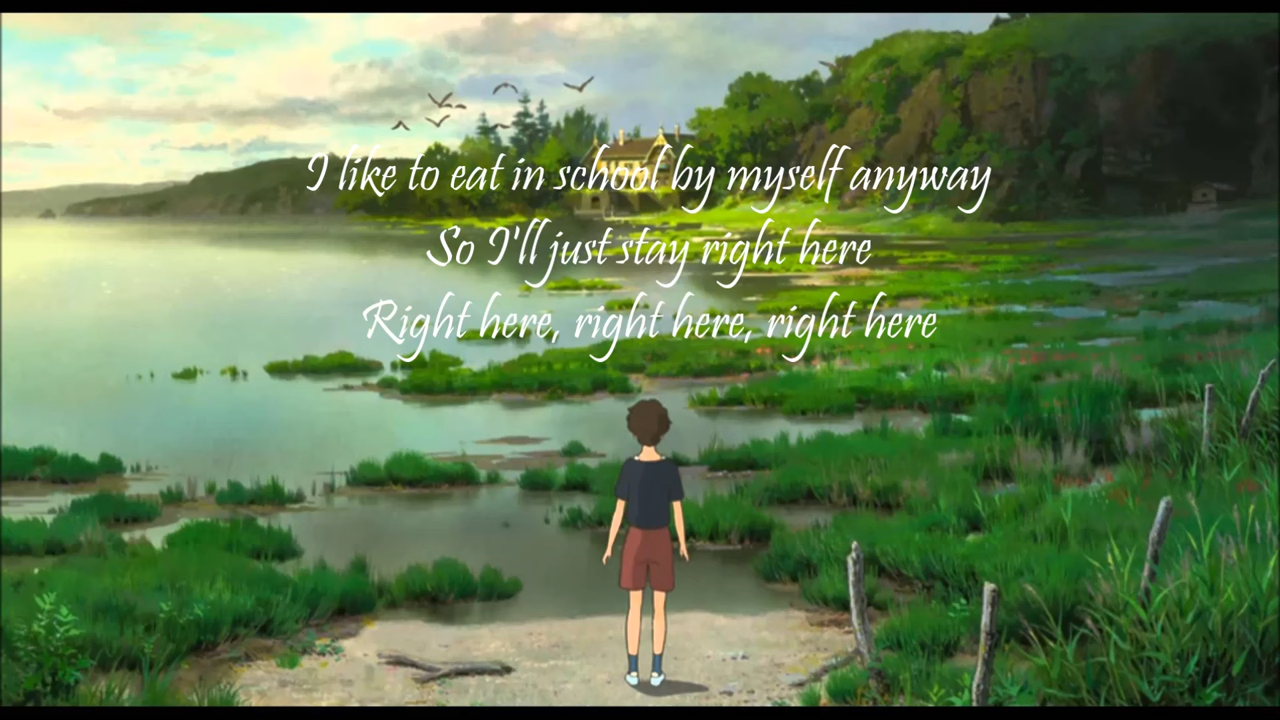 I like to eat in school by myself anyway
So I'll just stay right here
Right here, right here, right here